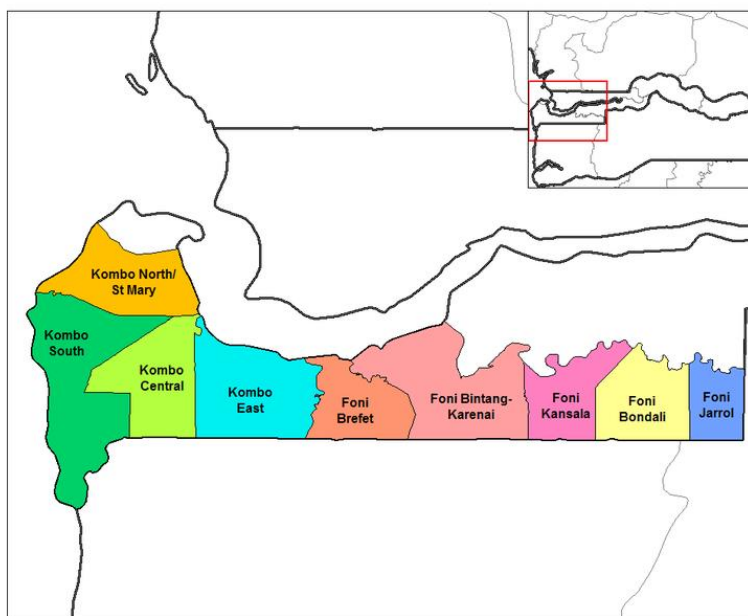 Kombo North/
St Mary
Kombo
South
Kombo
Central
Kombo
East
Foni
Brefet
Foni Bintang-
Karenai
Foni
Kansala
Foni
Bondali
Foni
Jarrol